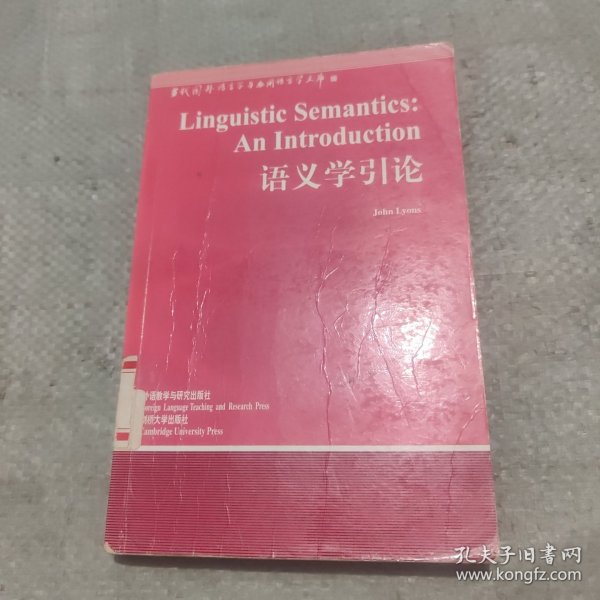 当代国外语言学与应用语言学文库
Linguistic Semantics:
An Introduction
语义学引论
John Lyons
外语教学与研究出版社
Foreign Language Teaching and Research Press
剑桥大学出版社
Cambridge University Press
孔夫子旧书网
www.kongfz.com